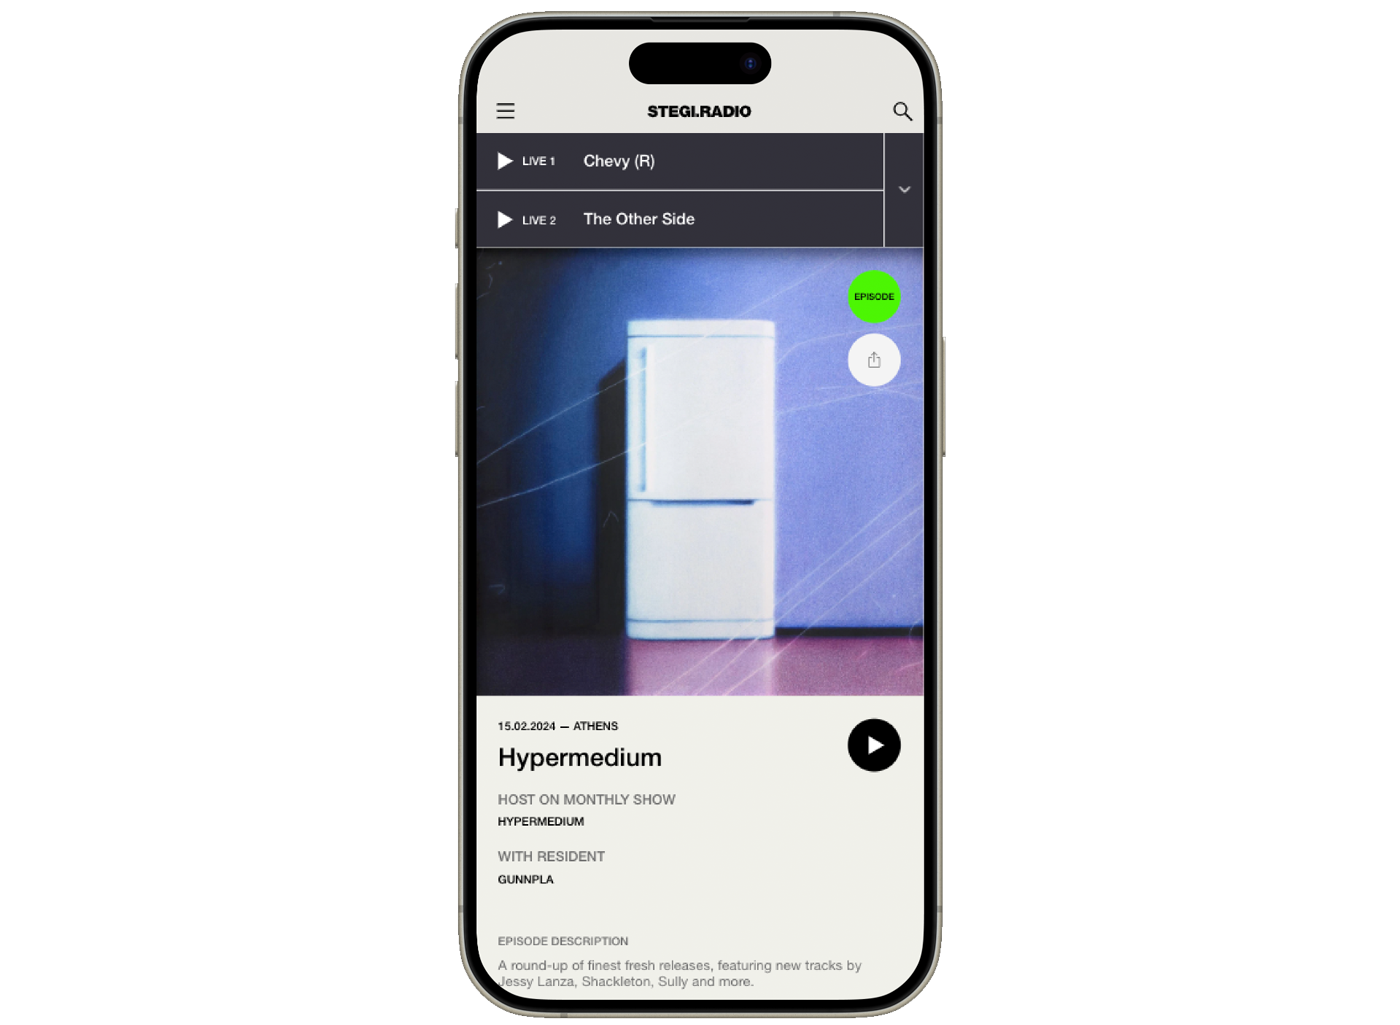 STEGI.RADIO
LIVE 1 Chevy (R)
LIVE 2 The Other Side
EPISODE
15.02.2024 — ATHENS
Hypermedium
HOST ON MONTHLY SHOW
HYPERMEDIUM
WITH RESIDENT
GUNNPLA
EPISODE DESCRIPTION
A round-up of finest fresh releases, featuring new tracks by
Jessy Lanza, Shackleton, Sully and more.